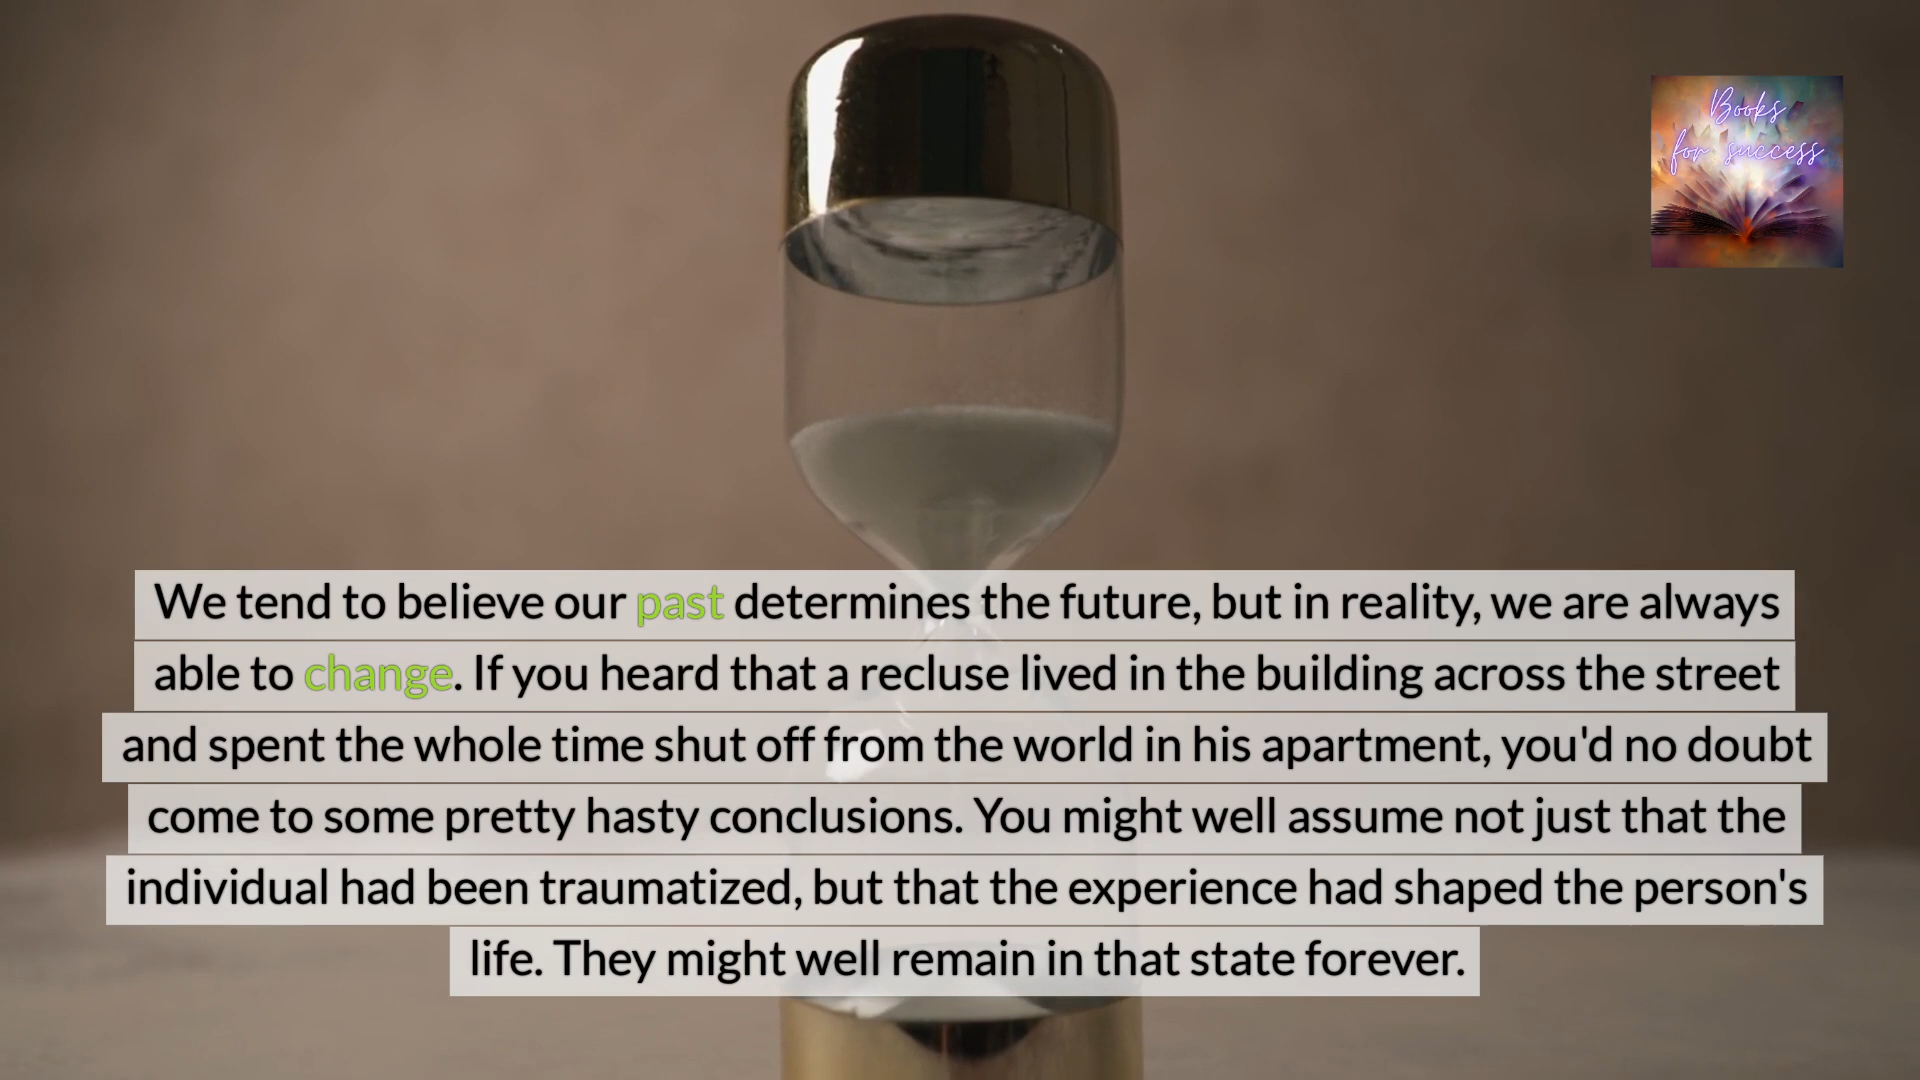 Books
for success
We tend to believe our past determines the future, but in reality, we are always
able to change. If you heard that a recluse lived in the building across the street
and spent the whole time shut off from the world in his apartment, you'd no doubt
come to some pretty hasty conclusions. You might well assume not just that the
individual had been traumatized, but that the experience had shaped the person's
life. They might well remain in that state forever.